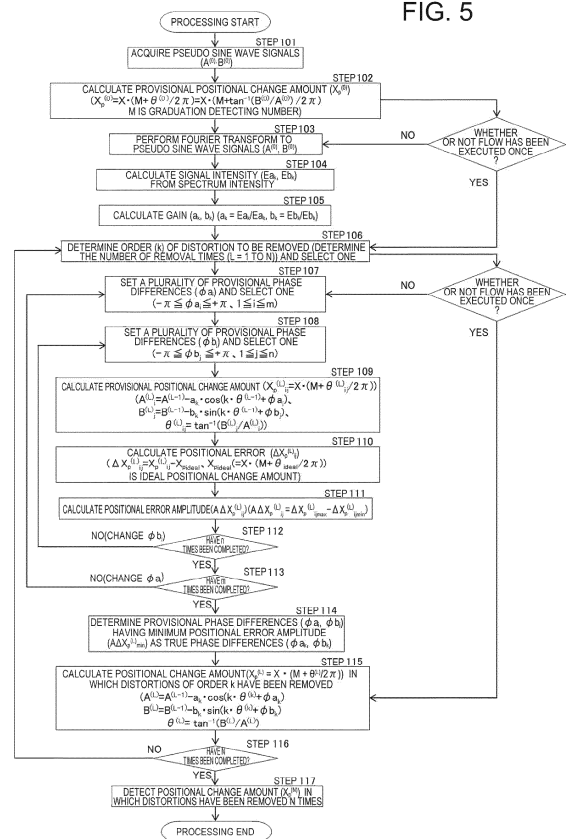 FIG. 5
PROCESSING START
STEP 101
ACQUIRE PSEUDO SINE WAVE SIGNALS
(A⁽⁰⁾, B⁽⁰⁾)
STEP 102
CALCULATE PROVISIONAL POSITIONAL CHANGE AMOUNT (Xp⁽⁰⁾)
(Xp⁽⁰⁾=X・(M+θ⁽⁰⁾/2π)=X・(M+tan⁻¹(B⁽⁰⁾/A⁽⁰⁾)/2π)
M IS GRADUATION DETECTING NUMBER)
WHETHER
OR NOT FLOW HAS BEEN
EXECUTED ONCE
?
NO
YES
STEP 103
PERFORM FOURIER TRANSFORM TO
PSEUDO SINE WAVE SIGNALS (A⁽⁰⁾, B⁽⁰⁾)
STEP 104
CALCULATE SIGNAL INTENSITY (Eaₖ, Ebₖ)
FROM SPECTRUM INTENSITY
STEP 105
CALCULATE GAIN (aₖ, bₖ) (aₖ = Eaₖ/Eaₖ, bₖ = Ebₖ/Ebₖ)
STEP 106
DETERMINE ORDER (k) OF DISTORTION TO BE REMOVED (DETERMINE
THE NUMBER OF REMOVAL TIMES (L = 1 TO N)) AND SELECT ONE
WHETHER
OR NOT FLOW HAS BEEN
EXECUTED ONCE
?
NO
YES
STEP 107
SET A PLURALITY OF PROVISIONAL PHASE
DIFFERENCES (φaᵢ) AND SELECT ONE
(-π≦φaᵢ≦+π、1≦i≦m)
STEP 108
SET A PLURALITY OF PROVISIONAL PHASE
DIFFERENCES (φbⱼ) AND SELECT ONE
(-π≦φbⱼ≦+π、1≦j≦n)
STEP 109
CALCULATE PROVISIONAL POSITIONAL CHANGE AMOUNT (Xp⁽ᴸ⁾ᵢⱼ=X・(M+θ⁽ᴸ⁾ᵢⱼ/2π))
(A⁽ᴸ⁾ᵢ=A⁽ᴸ⁻¹⁾-aₖ・cos(k・θ⁽ᴸ⁻¹⁾+φaᵢ)、
B⁽ᴸ⁾ⱼ=B⁽ᴸ⁻¹⁾-bₖ・sin(k・θ⁽ᴸ⁻¹⁾+φbⱼ)、
θ⁽ᴸ⁾ᵢⱼ=tan⁻¹(B⁽ᴸ⁾ⱼ/A⁽ᴸ⁾ᵢ))
STEP 110
CALCULATE POSITIONAL ERROR (ΔXp⁽ᴸ⁾ᵢⱼ)
(ΔXp⁽ᴸ⁾ᵢⱼ=Xp⁽ᴸ⁾ᵢⱼ-Xpideal、Xpideal(=X・(M+θideal/2π))
IS IDEAL POSITIONAL CHANGE AMOUNT)
STEP 111
CALCULATE POSITIONAL ERROR AMPLITUDE(AΔXp⁽ᴸ⁾ᵢⱼ)(AΔXp⁽ᴸ⁾ᵢⱼ=ΔXp⁽ᴸ⁾ᵢⱼmax-ΔXp⁽ᴸ⁾ᵢⱼmin)
STEP 112
NO(CHANGE φbⱼ)
HAVE n
TIMES BEEN COMPLETED?
YES
STEP 113
NO(CHANGE φaᵢ)
HAVE m
TIMES BEEN COMPLETED?
YES
STEP 114
DETERMINE PROVISIONAL PHASE DIFFERENCES (φaᵢ, φbⱼ)
HAVING MINIMUM POSITIONAL ERROR AMPLITUDE
(AΔXp⁽ᴸ⁾min) AS TRUE PHASE DIFFERENCES (φaₖ, φbₖ)
STEP 115
CALCULATE POSITIONAL CHANGE AMOUNT(Xp⁽ᴸ⁾ = X・(M + θ⁽ᴸ⁾/2π)) IN
WHICH DISTORTIONS OF ORDER k HAVE BEEN REMOVED
(A⁽ᴸ⁾=A⁽ᴸ⁻¹⁾-aₖ・cos(k・θ⁽ᵏ⁾+φaₖ)
B⁽ᴸ⁾=B⁽ᴸ⁻¹⁾-bₖ・sin(k・θ⁽ᵏ⁾+φbₖ)
θ⁽ᴸ⁾= tan⁻¹(B⁽ᴸ⁾/A⁽ᴸ⁾)
STEP 116
NO
HAVE N
TIMES BEEN COMPLETED?
YES
STEP 117
DETECT POSITIONAL CHANGE AMOUNT (Xp⁽ᴺ⁾) IN
WHICH DISTORTIONS HAVE BEEN REMOVED N TIMES
PROCESSING END